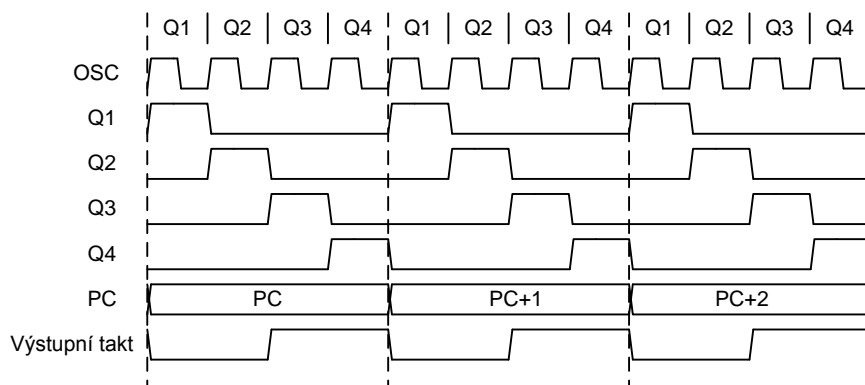 Q1 Q2 Q3 Q4 Q1 Q2 Q3 Q4 Q1 Q2 Q3 Q4
OSC
Q1
Q2
Q3
Q4
PC PC PC+1 PC+2
Výstupní takt